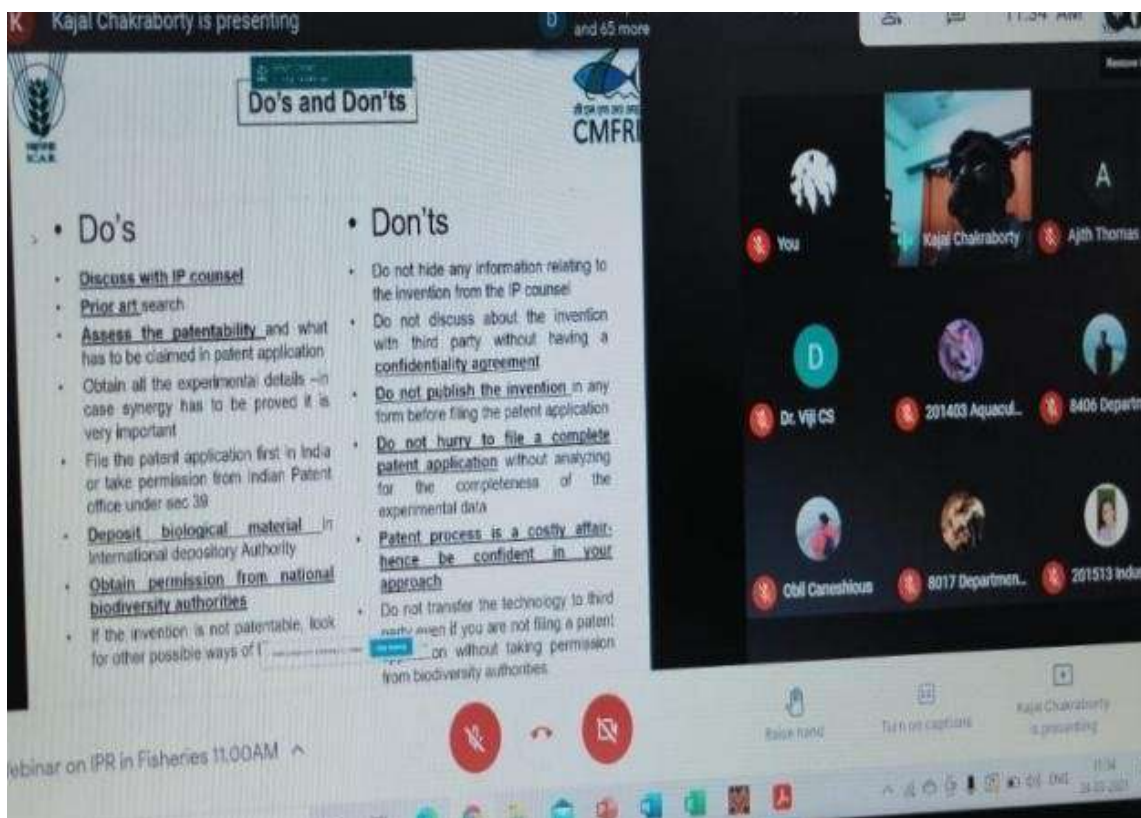 K
Kajal Chakraborty is presenting
D
and 65 more
11:34 AM
ICAR
Do's and Don'ts
CMFRI
• Do's
• Discuss with IP counsel
• Prior art search
• Assess the patentability and what
has to be claimed in patent application
• Obtain all the experimental details –in
case synergy has to be proved it is
very important
• File the patent application first in India
or take permission from Indian Patent
office under sec 39
• Deposit biological material in
International depository Authority
• Obtain permission from national
biodiversity authorities
• If the invention is not patentable, look
for other possible ways of
• Don'ts
• Do not hide any information relating to
the invention from the IP counsel
• Do not discuss about the invention
with third party without having a
confidentiality agreement
• Do not publish the invention in any
form before filing the patent application
• Do not hurry to file a complete
patent application without analyzing
for the completeness of the
experimental data
• Patent process is a costly affair-
hence be confident in your
approach
• Do not transfer the technology to third
party even if you are not filing a patent
on without taking permission
from biodiversity authorities
You
Kajal Chakraborty
A
Ajith Thomas
D
Dr. Viji CS
201403 Aquacul...
8406 Departm
Obil Caneshious
8017 Departmen...
201513 Indu
ebinar on IPR in Fisheries 11.00AM
Raise hand
Turn on captions
Kajal Chakraborty
is presenting
ENG
11:34